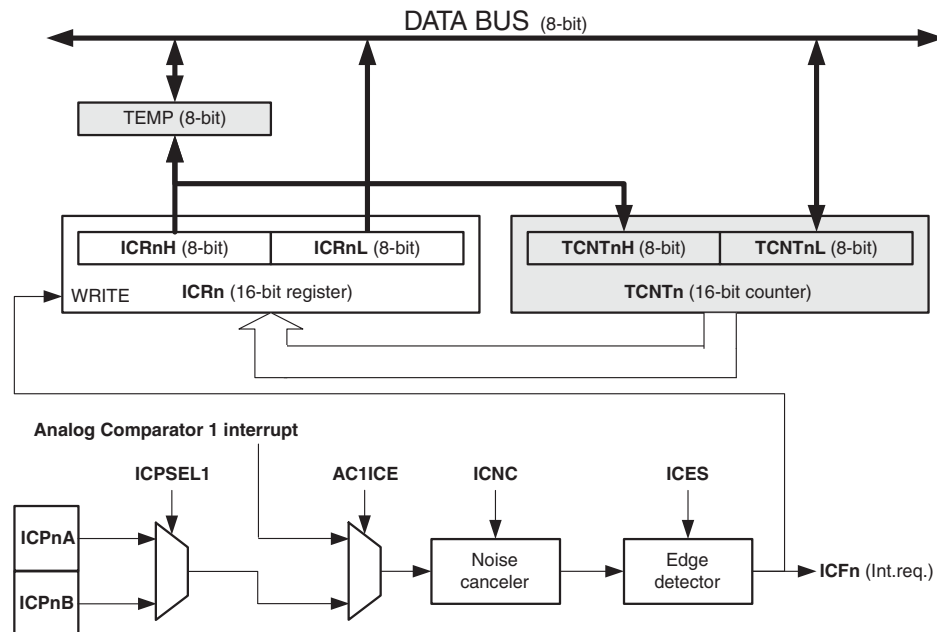 DATA BUS (8-bit)
TEMP (8-bit)
ICRnH (8-bit)
ICRnL (8-bit)
TCNTnH (8-bit)
TCNTnL (8-bit)
WRITE
ICRn (16-bit register)
TCNTn (16-bit counter)
Analog Comparator 1 interrupt
ICPSEL1
AC1ICE
ICNC
ICES
ICPnA
ICPnB
Noise
canceler
Edge
detector
ICFn (Int.req.)